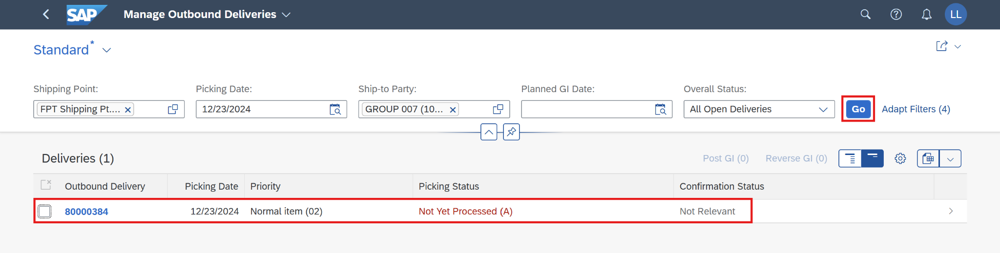 SAP Manage Outbound Deliveries LL
Standard*
Shipping Point: Picking Date: Ship-to Party: Planned GI Date: Overall Status:
FPT Shipping Pt.... 12/23/2024 GROUP 007 (10... All Open Deliveries Go Adapt Filters (4)
Deliveries (1) Post GI (0) Reverse GI (0)
Outbound Delivery Picking Date Priority Picking Status Confirmation Status
80000384 12/23/2024 Normal item (02) Not Yet Processed (A) Not Relevant